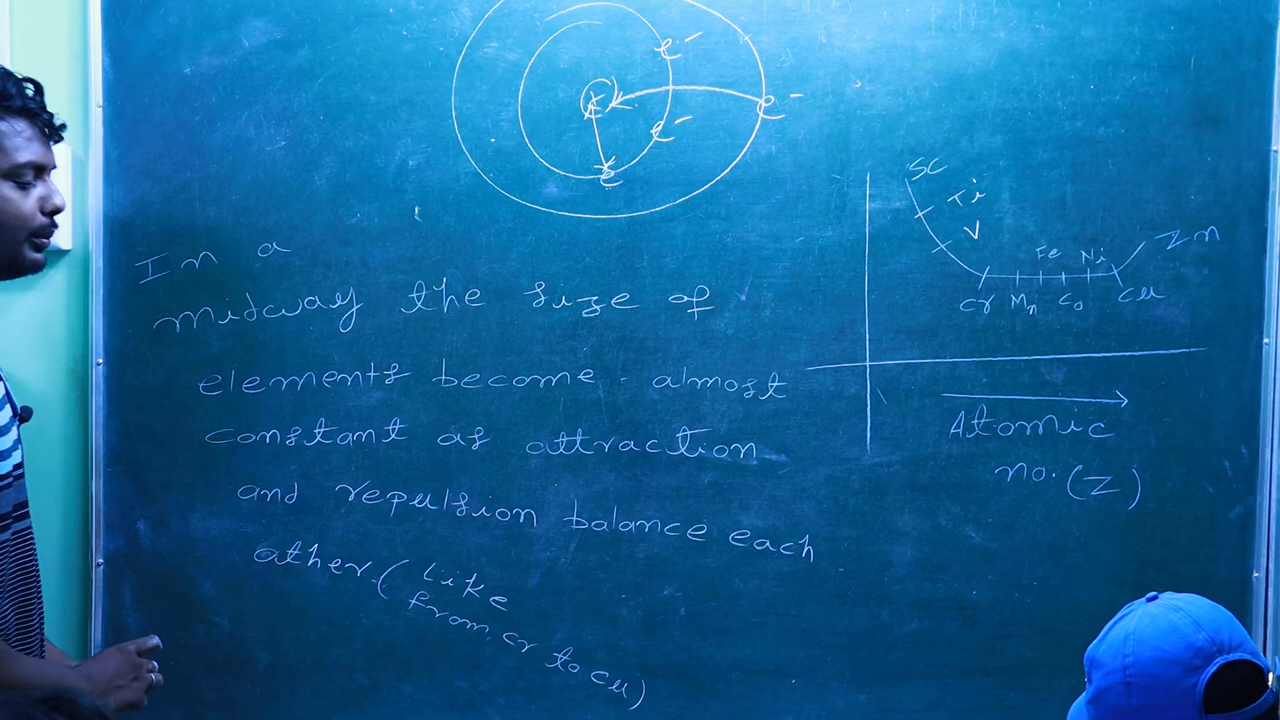 e-
e-
e-
e
In a
midway the size of
elements become almost
constant as attraction
and repulsion balance each
other (Like
from cr to cu)
SC
Ti
V
Fe Ni Zn
Cr Mn Co Cu
Atomic
no. (Z)